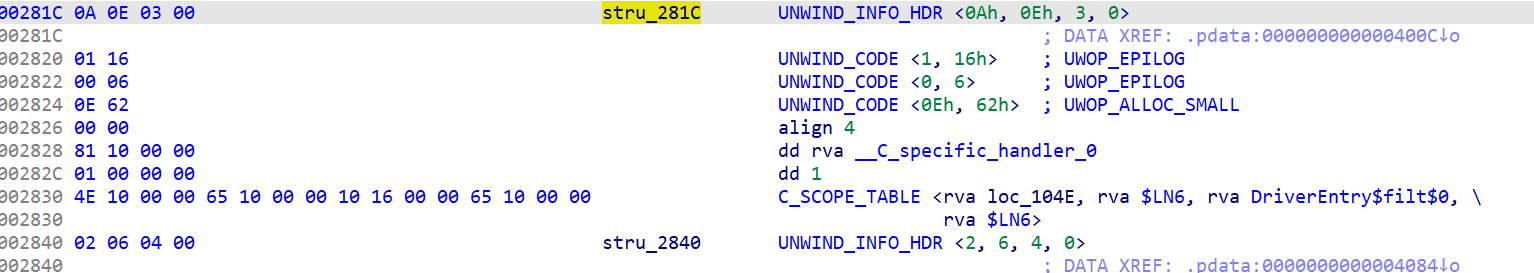 00281C 0A 0E 03 00 stru_281C UNWIND_INFO_HDR <0Ah, 0Eh, 3, 0>
00281C ; DATA XREF: .pdata:000000000000400C↓o
002820 01 16 UNWIND_CODE <1, 16h> ; UWOP_EPILOG
002822 00 06 UNWIND_CODE <0, 6> ; UWOP_EPILOG
002824 0E 62 UNWIND_CODE <0Eh, 62h> ; UWOP_ALLOC_SMALL
002826 00 00 align 4
002828 81 10 00 00 dd rva __C_specific_handler_0
00282C 01 00 00 00 dd 1
002830 4E 10 00 00 65 10 00 00 10 16 00 00 65 10 00 00 C_SCOPE_TABLE <rva loc_104E, rva $LN6, rva DriverEntry$filt$0, \
002830 rva $LN6>
002840 02 06 04 00 stru_2840 UNWIND_INFO_HDR <2, 6, 4, 0>
002840 ; DATA XREF: .pdata:0000000000004084↓o